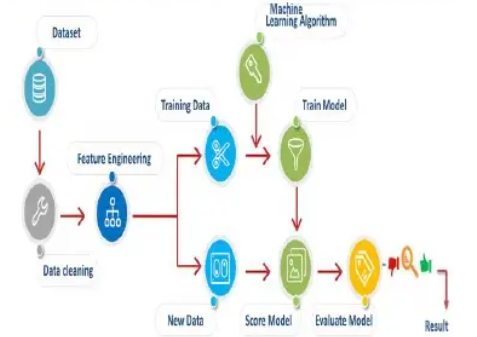 Machine
Learning Algorithm
Dataset
Training Data
Train Model
Feature Engineering
Data cleaning
New Data
Score Model
Evaluate Model
Result